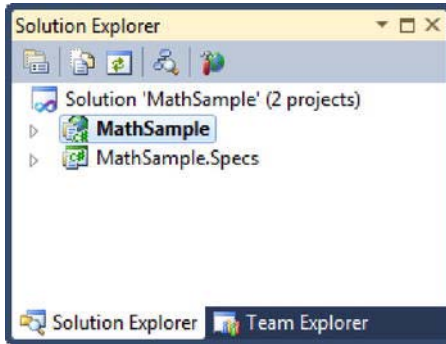 Solution Explorer
Solution 'MathSample' (2 projects)
MathSample
MathSample.Specs
Solution Explorer Team Explorer